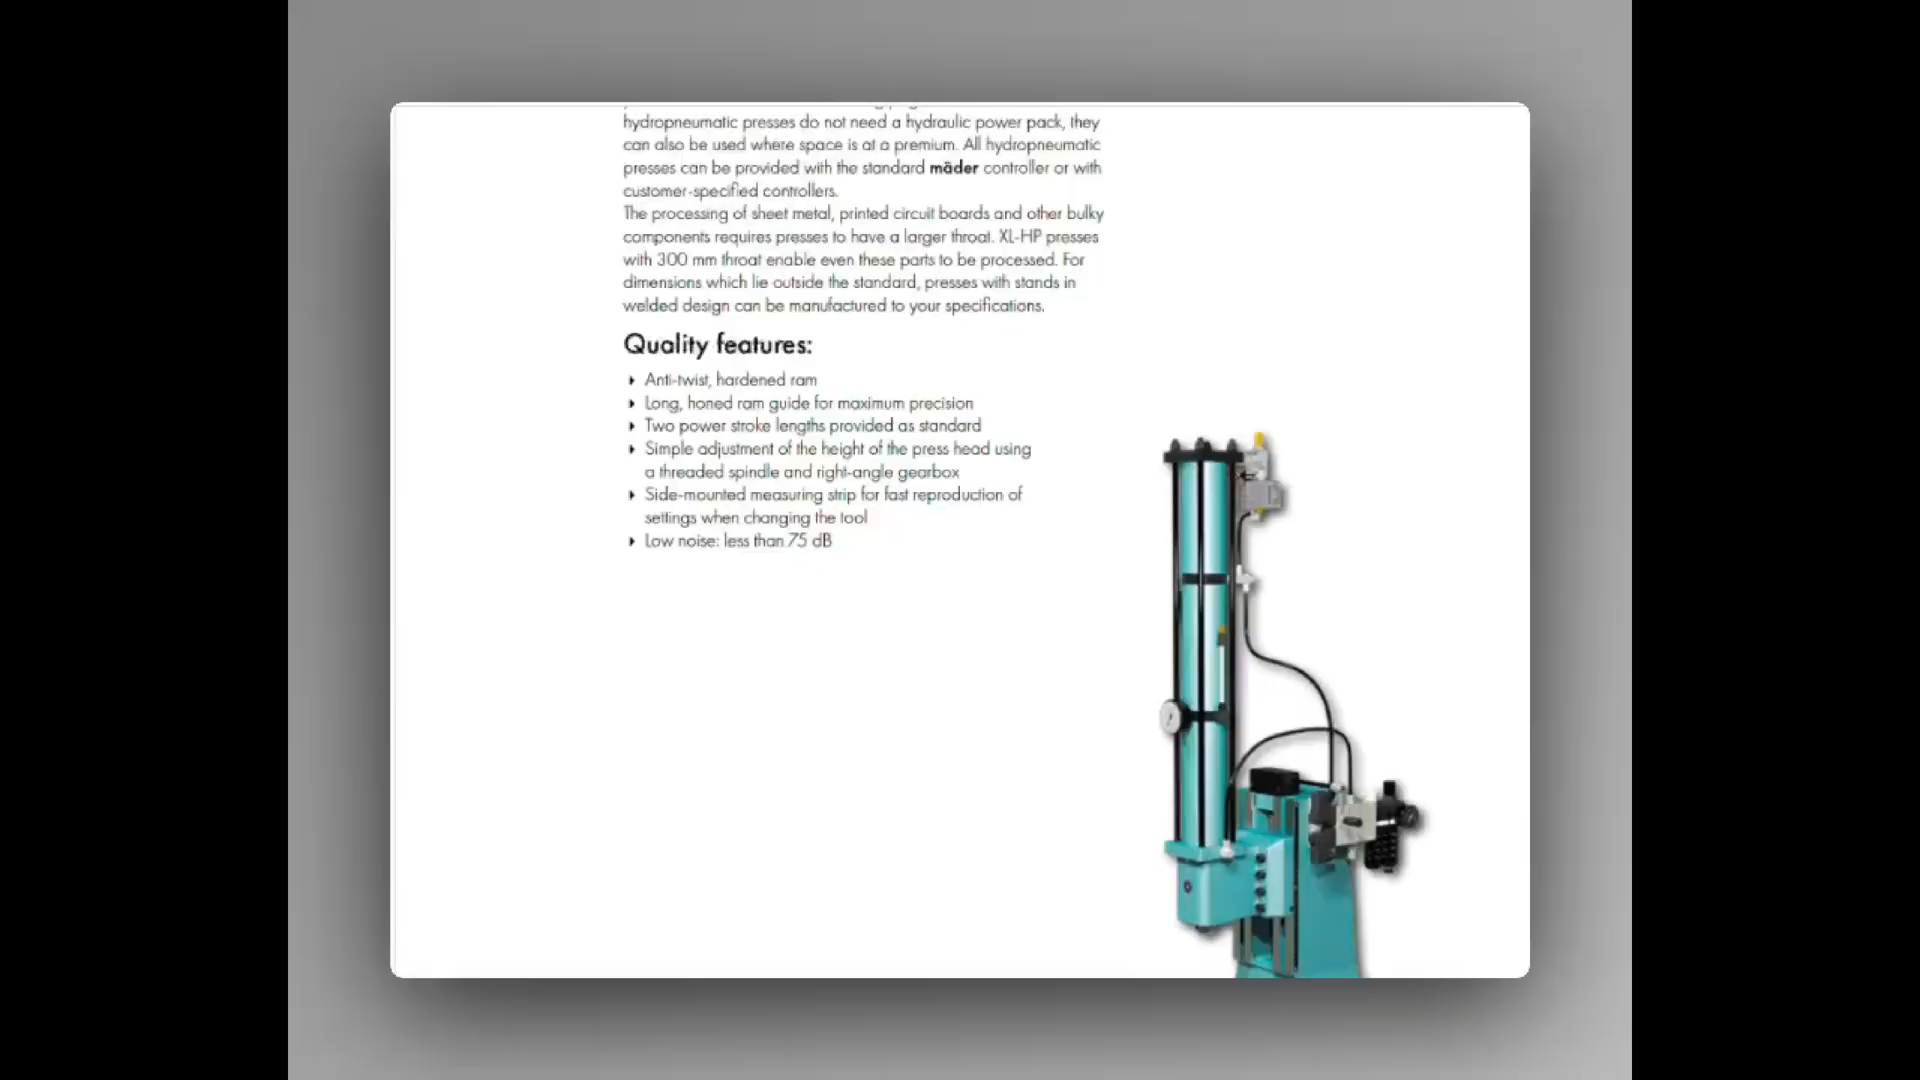 hydropneumatic presses do not need a hydraulic power pack, they
can also be used where space is at a premium. All hydropneumatic
presses can be provided with the standard mäder controller or with
customer-specified controllers.
The processing of sheet metal, printed circuit boards and other bulky
components requires presses to have a larger throat. XL-HP presses
with 300 mm throat enable even these parts to be processed. For
dimensions which lie outside the standard, presses with stands in
welded design can be manufactured to your specifications.
Quality features:
Anti-twist, hardened ram
Long, honed ram guide for maximum precision
Two power stroke lengths provided as standard
Simple adjustment of the height of the press head using
a threaded spindle and right-angle gearbox
Side-mounted measuring strip for fast reproduction of
settings when changing the tool
Low noise: less than 75 dB